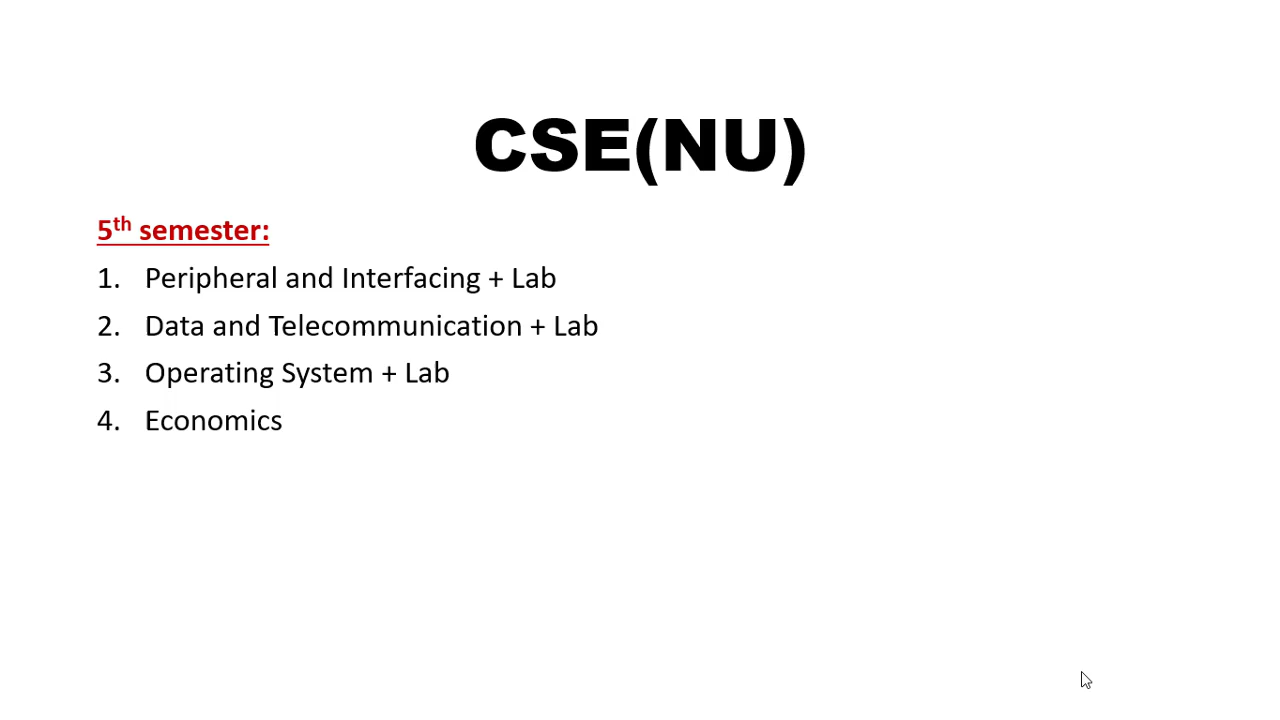 CSE(NU)
5th semester:
1. Peripheral and Interfacing + Lab
2. Data and Telecommunication + Lab
3. Operating System + Lab
4. Economics